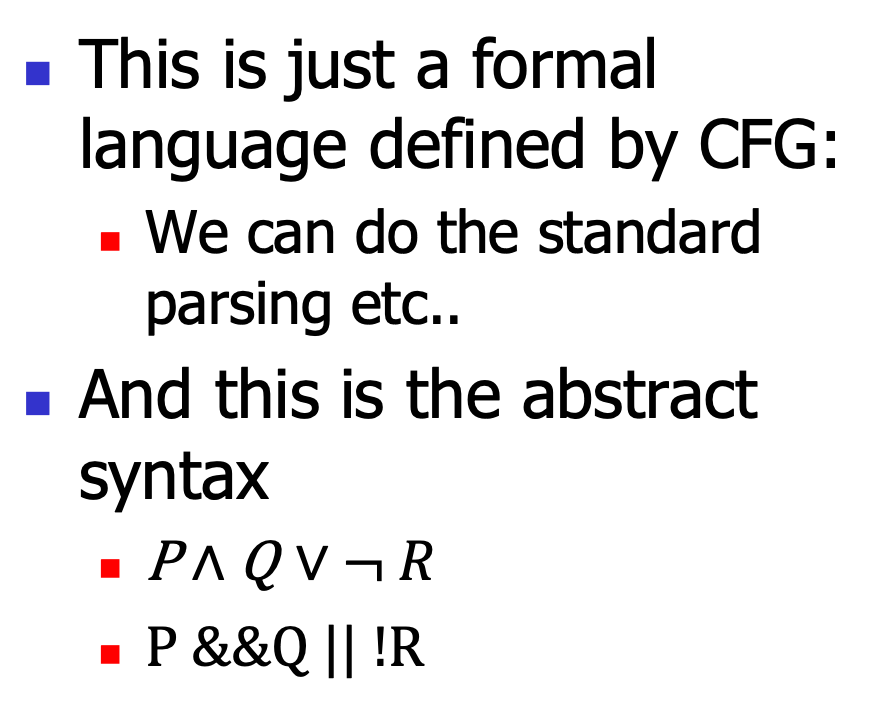 This is just a formal
language defined by CFG:
We can do the standard
parsing etc..
And this is the abstract
syntax
P ∧ Q ∨ ¬ R
P &&Q || !R